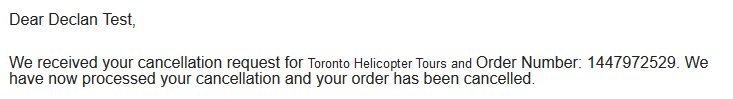 Dear Declan Test,
We received your cancellation request for Toronto Helicopter Tours and Order Number: 1447972529. We
have now processed your cancellation and your order has been cancelled.